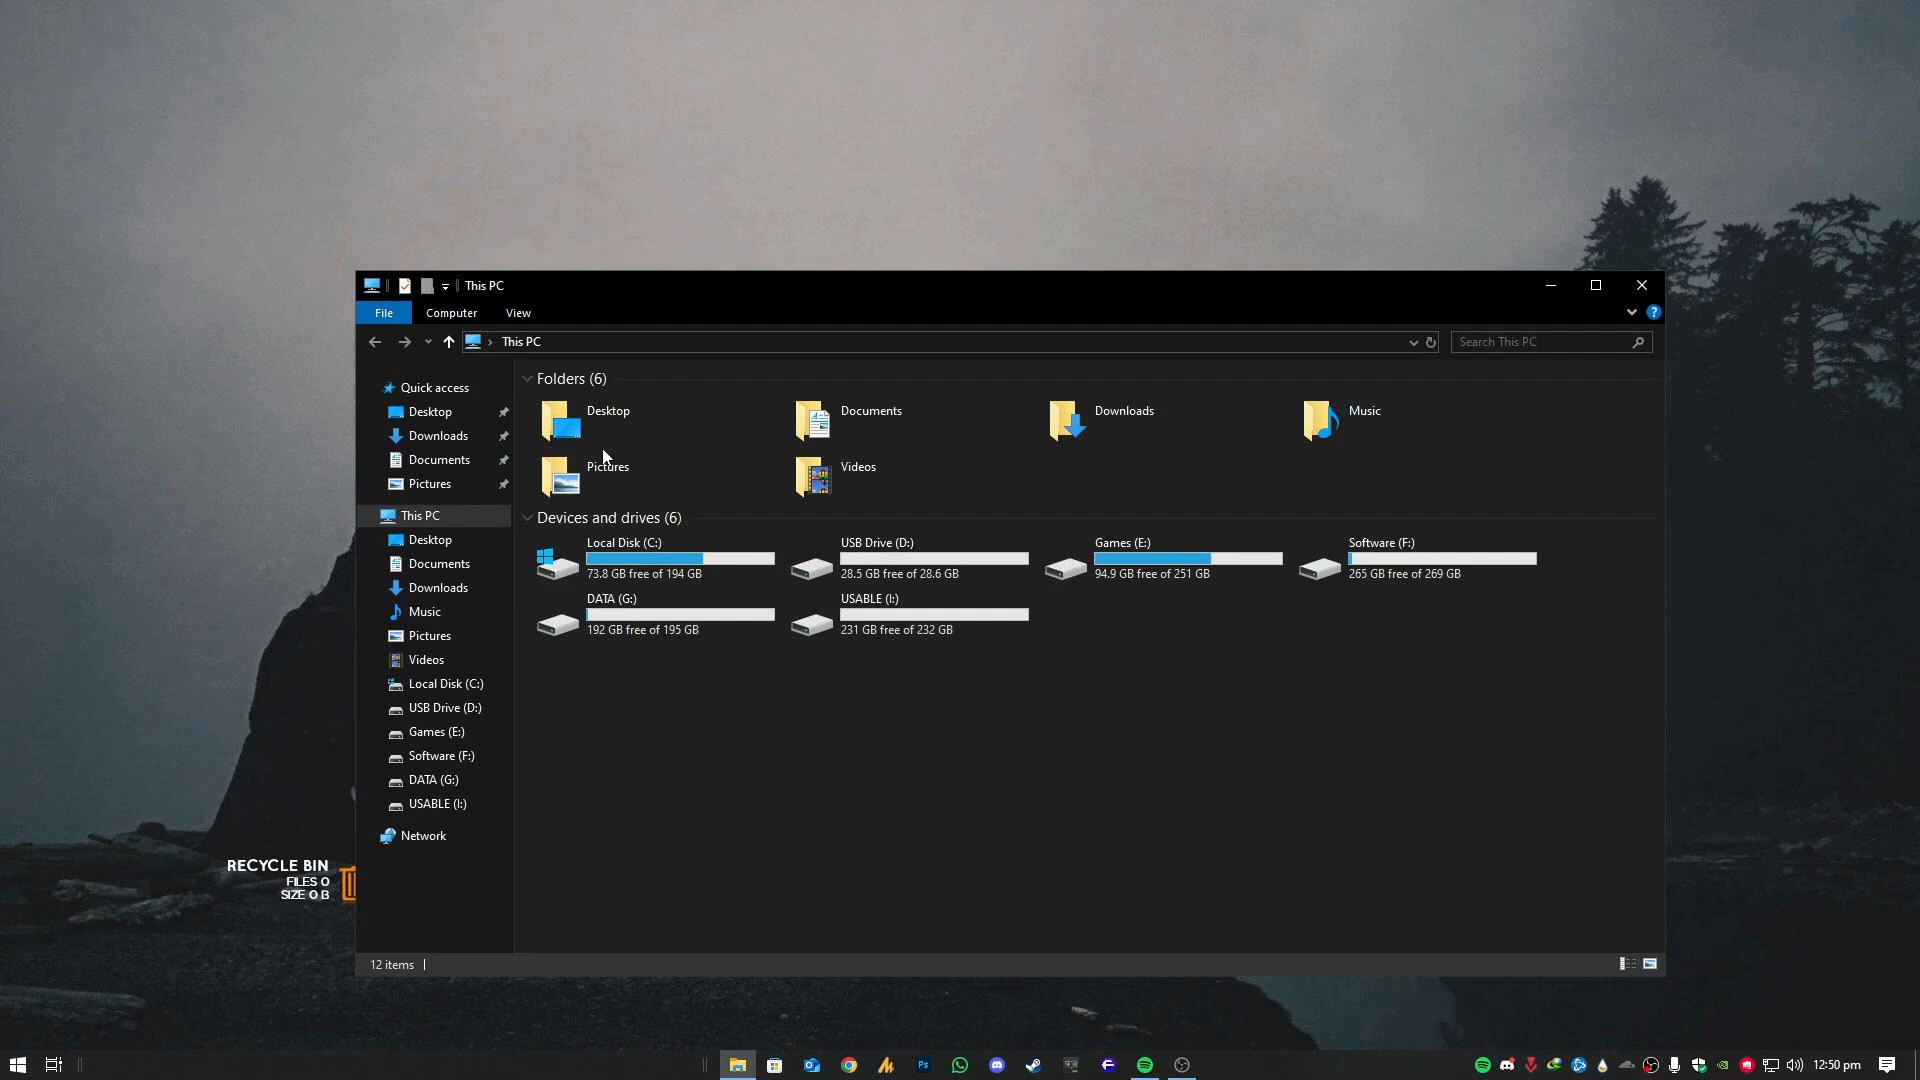 This PC
File Computer View
This PC
Search This PC
Quick access
Desktop
Downloads
Documents
Pictures
This PC
Desktop
Documents
Downloads
Music
Pictures
Videos
Local Disk (C:)
USB Drive (D:)
Games (E:)
Software (F:)
DATA (G:)
USABLE (I:)
Network
Folders (6)
Desktop
Documents
Downloads
Music
Pictures
Videos
Devices and drives (6)
Local Disk (C:)
73.8 GB free of 194 GB
USB Drive (D:)
28.5 GB free of 28.6 GB
Games (E:)
94.9 GB free of 251 GB
Software (F:)
265 GB free of 269 GB
DATA (G:)
192 GB free of 195 GB
USABLE (I:)
231 GB free of 232 GB
12 items
RECYCLE BIN
FILES 0
SIZE 0 B
Ps
12:50 pm